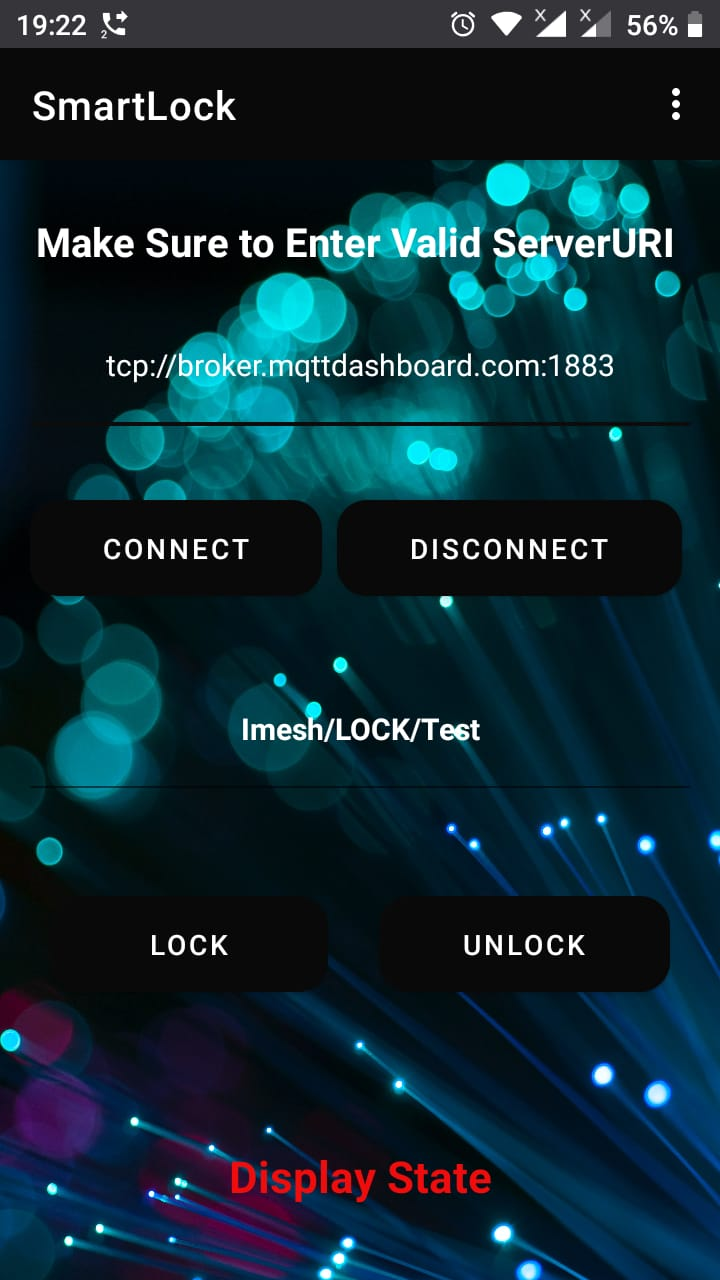 19:22 2 X X 56%
SmartLock
Make Sure to Enter Valid ServerURI
tcp://broker.mqttdashboard.com:1883
CONNECT DISCONNECT
Imesh/LOCK/Test
LOCK UNLOCK
Display State